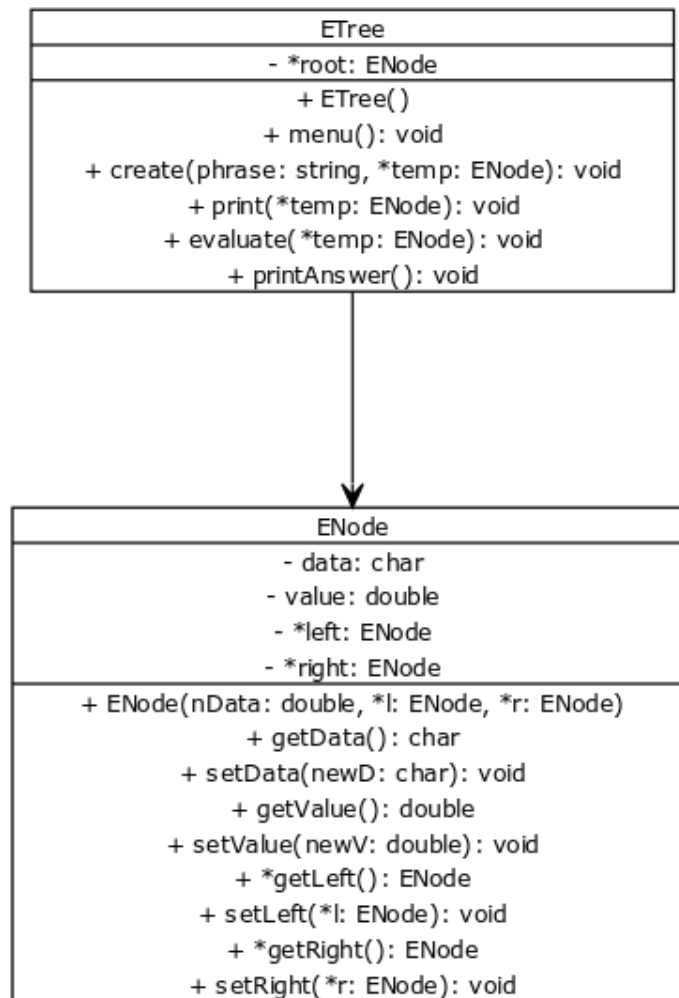 ETree
- *root: ENode
+ ETree()
+ menu(): void
+ create(phrase: string, *temp: ENode): void
+ print(*temp: ENode): void
+ evaluate(*temp: ENode): void
+ printAnswer(): void
ENode
- data: char
- value: double
- *left: ENode
- *right: ENode
+ ENode(nData: double, *l: ENode, *r: ENode)
+ getData(): char
+ setData(newD: char): void
+ getValue(): double
+ setValue(newV: double): void
+ *getLeft(): ENode
+ setLeft(*l: ENode): void
+ *getRight(): ENode
+ setRight(*r: ENode): void